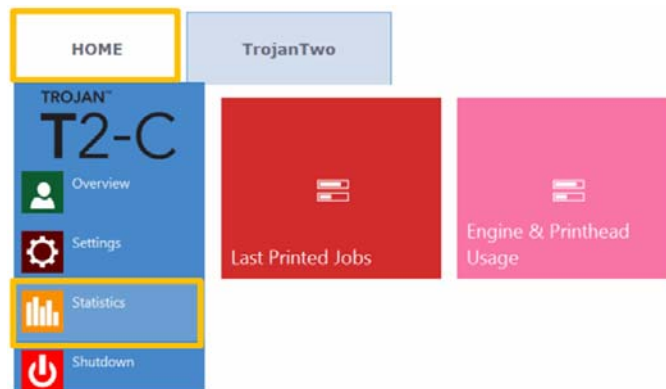 HOME
TrojanTwo
TROJAN™
T2-C
Overview
Settings
Statistics
Shutdown
Last Printed Jobs
Engine & Printhead
Usage